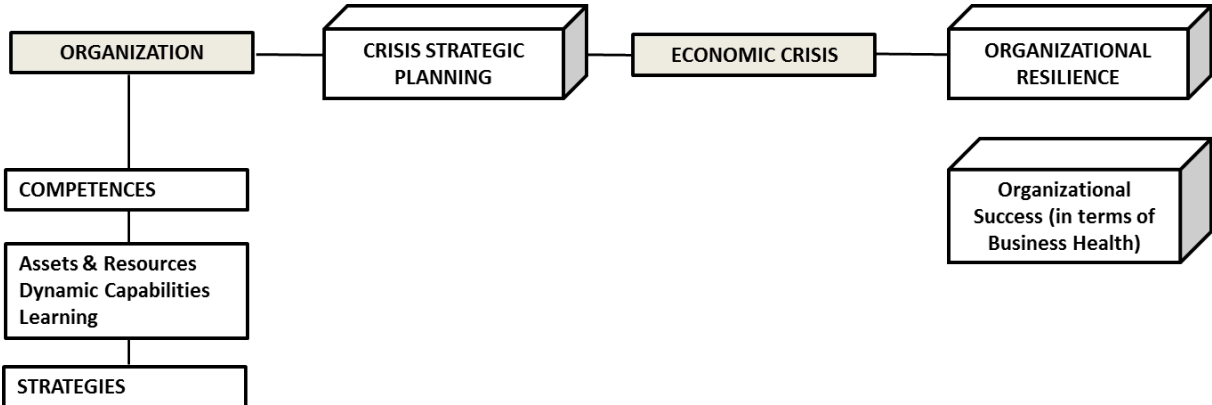 ORGANIZATION
CRISIS STRATEGIC
PLANNING
ECONOMIC CRISIS
ORGANIZATIONAL
RESILIENCE
COMPETENCES
Assets & Resources
Dynamic Capabilities
Learning
STRATEGIES
Organizational
Success (in terms of
Business Health)